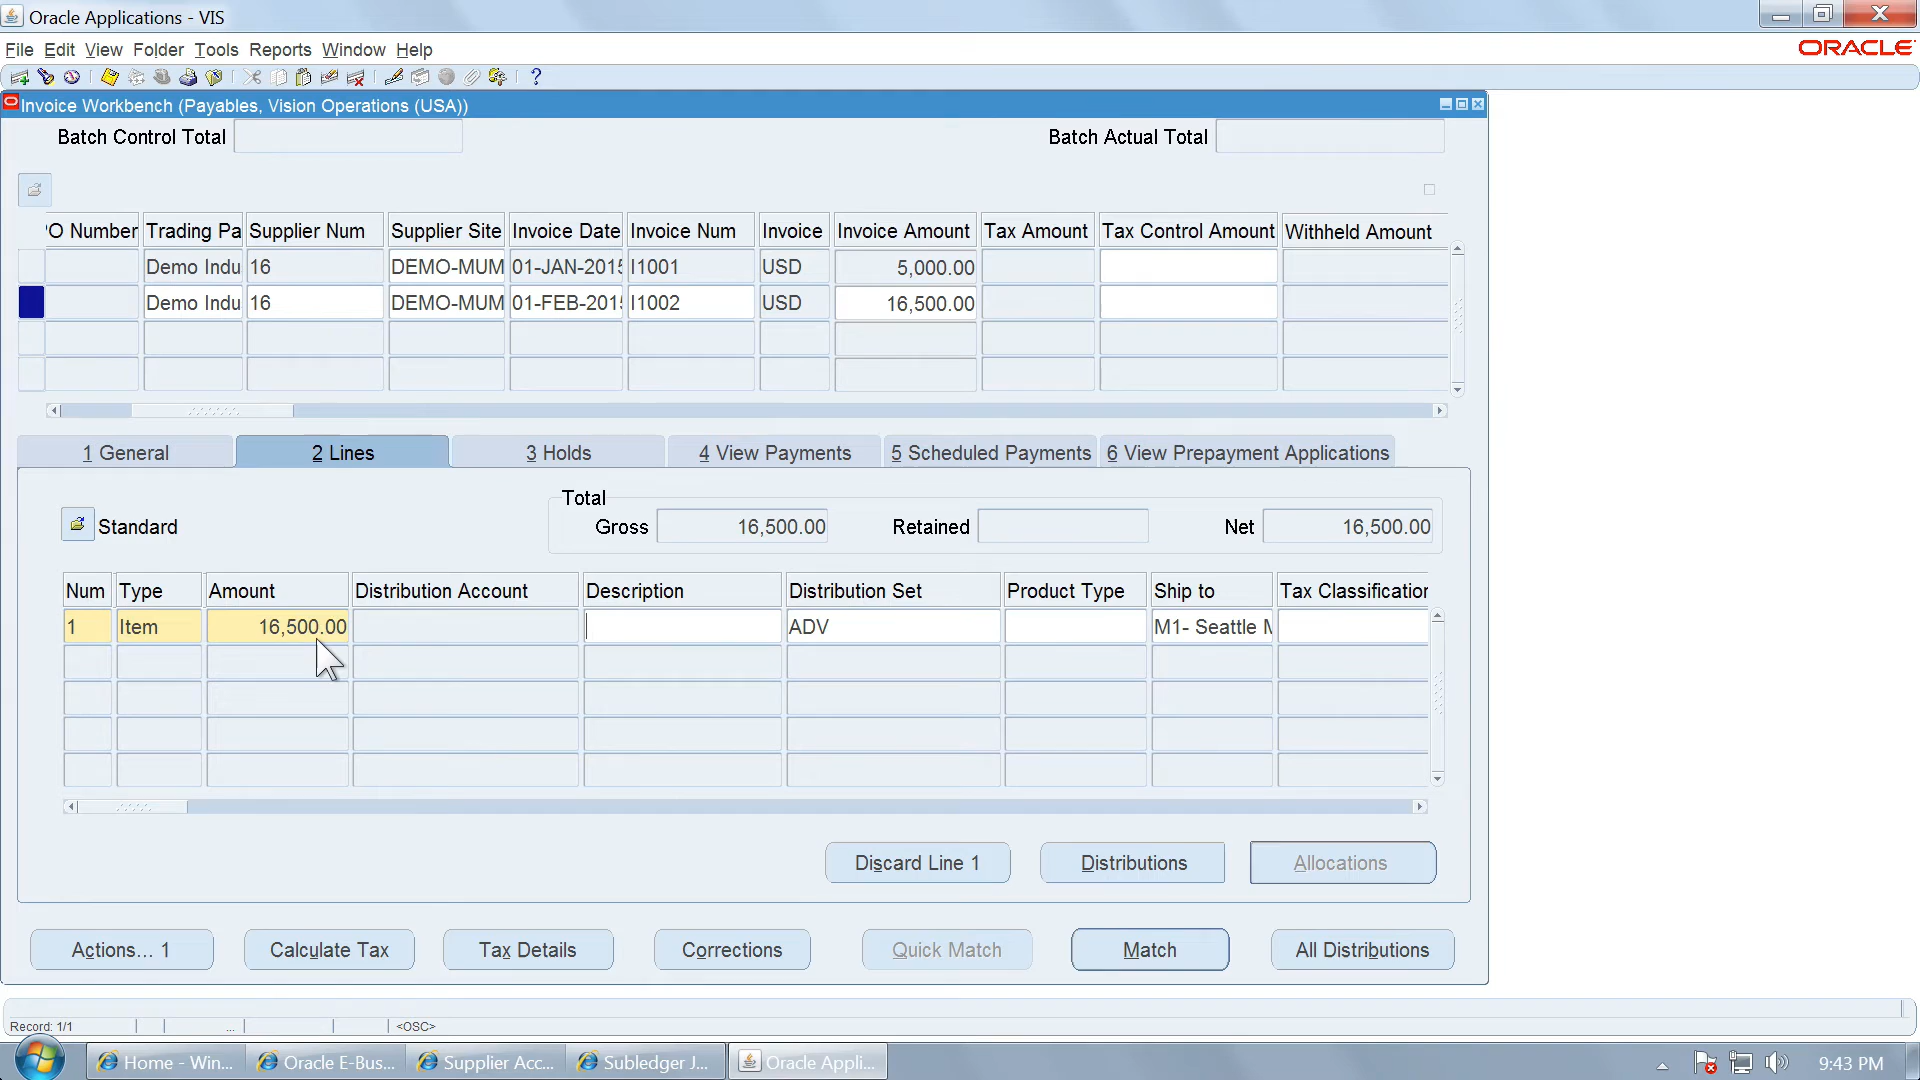 Oracle Applications - VIS
File Edit View Folder Tools Reports Window Help
ORACLE
Invoice Workbench (Payables, Vision Operations (USA))
Batch Control Total
Batch Actual Total
O Number Trading Pa Supplier Num Supplier Site Invoice Date Invoice Num Invoice Invoice Amount Tax Amount Tax Control Amount Withheld Amount
Demo Indu 16 DEMO-MUM 01-JAN-2015 I1001 USD 5,000.00
Demo Indu 16 DEMO-MUM 01-FEB-2015 I1002 USD 16,500.00
1 General 2 Lines 3 Holds 4 View Payments 5 Scheduled Payments 6 View Prepayment Applications
Total
Standard Gross 16,500.00 Retained Net 16,500.00
Num Type Amount Distribution Account Description Distribution Set Product Type Ship to Tax Classification
1 Item 16,500.00 ADV M1- Seattle M
Discard Line 1 Distributions Allocations
Actions... 1 Calculate Tax Tax Details Corrections Quick Match Match All Distributions
Record: 1/1 ... <OSC>
Home - Win... Oracle E-Bus... Supplier Acc... Subledger J... Oracle Appli... 9:43 PM